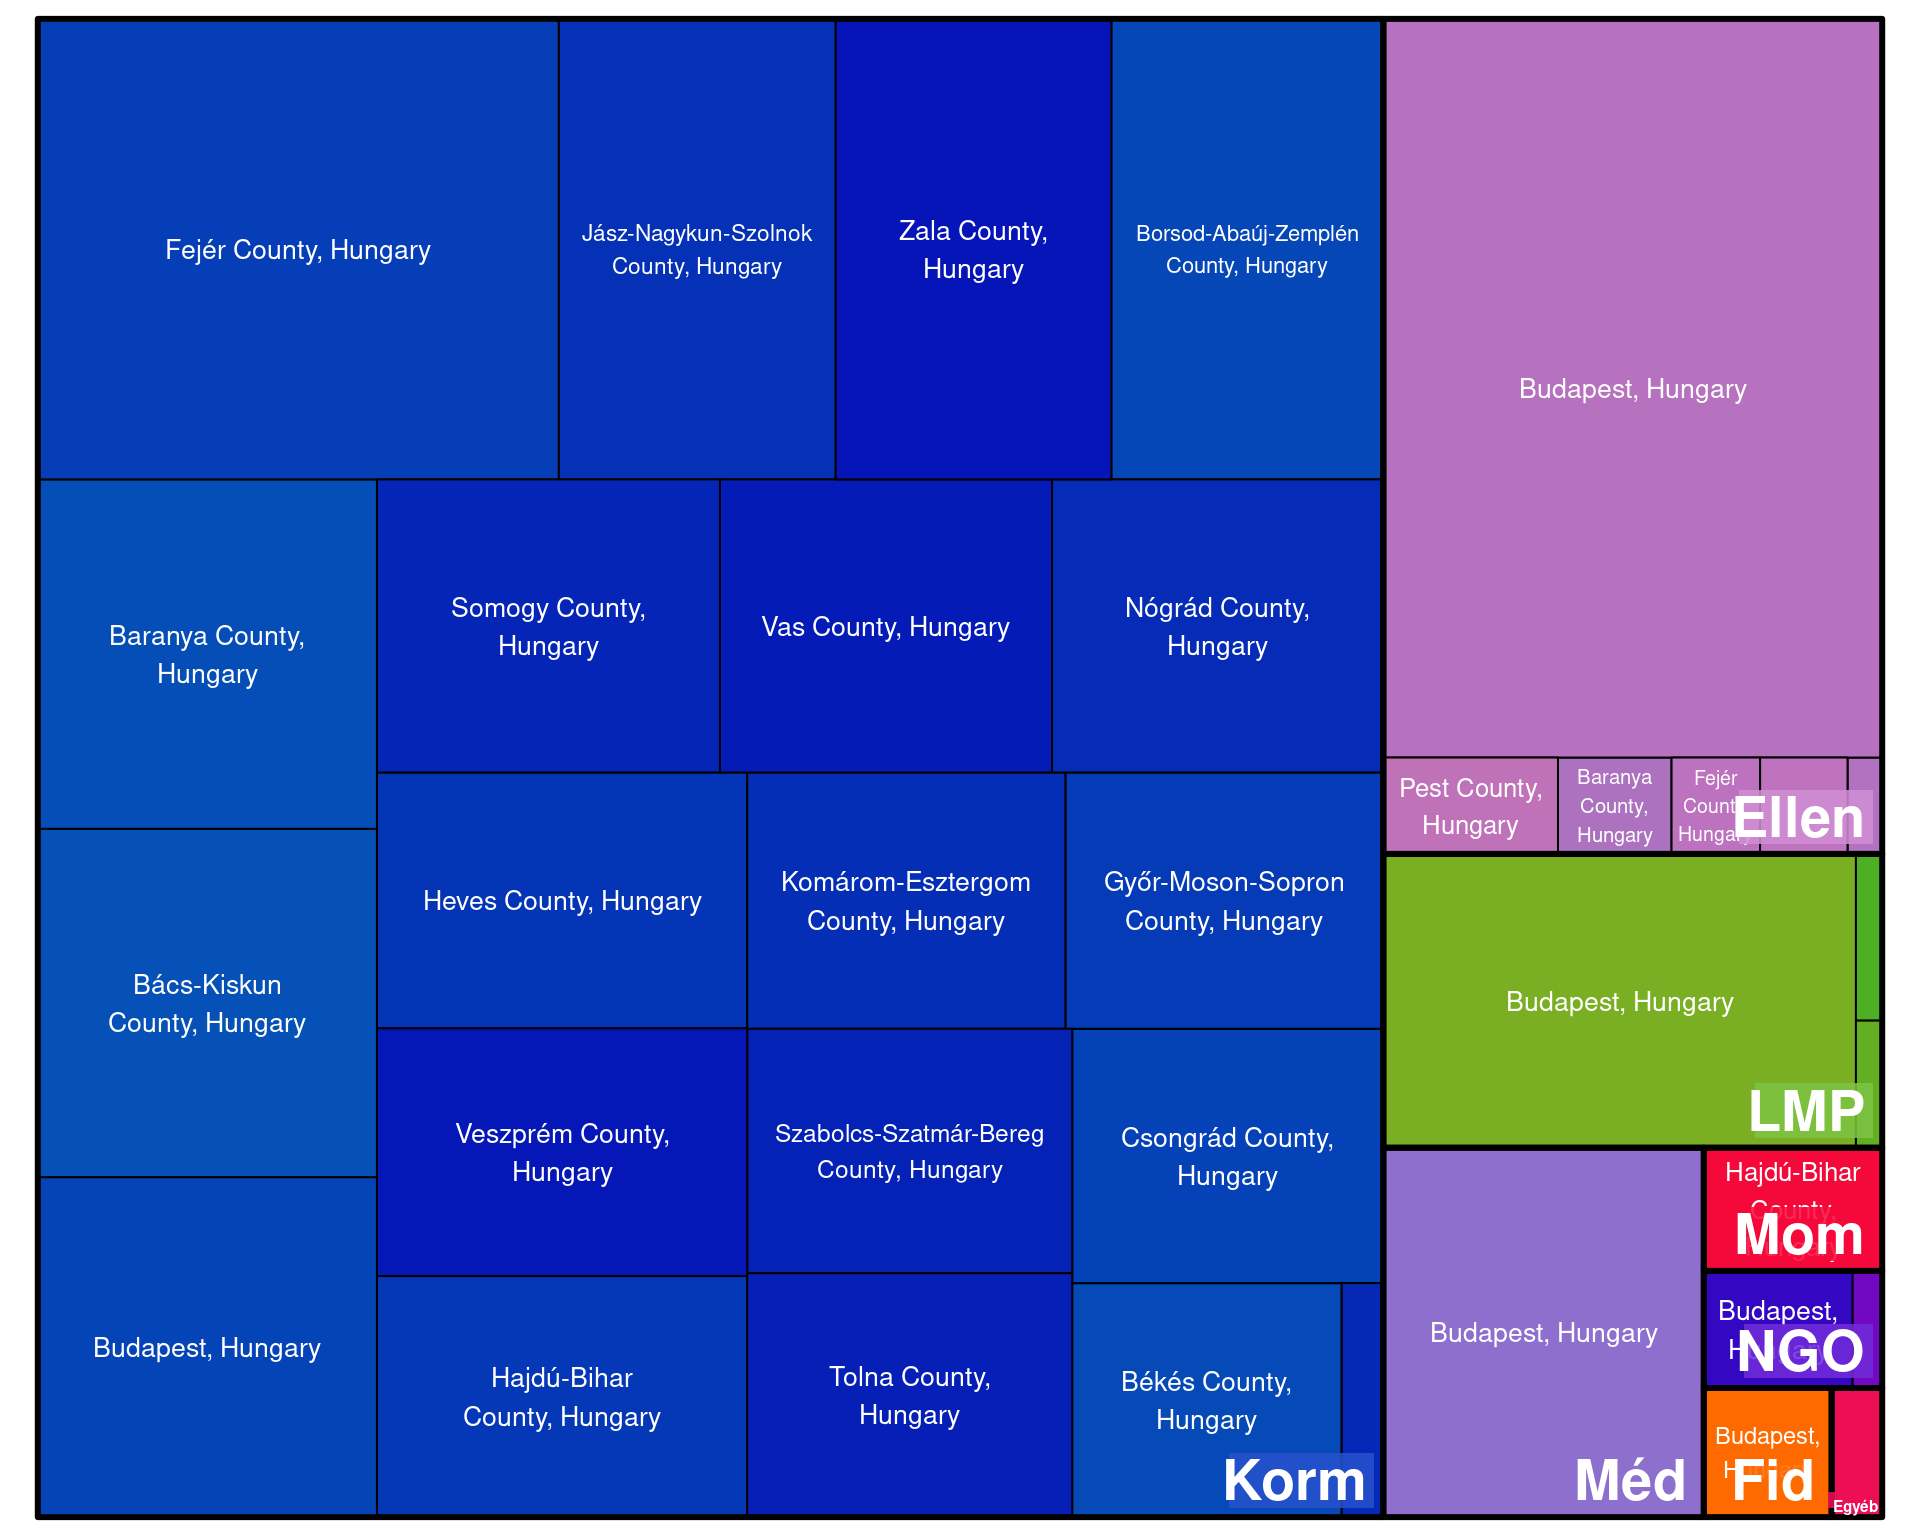 Fejér County, Hungary
Jász-Nagykun-Szolnok
County, Hungary
Zala County,
Hungary
Borsod-Abaúj-Zemplén
County, Hungary
Baranya County,
Hungary
Somogy County,
Hungary
Vas County, Hungary
Nógrád County,
Hungary
Bács-Kiskun
County, Hungary
Heves County, Hungary
Komárom-Esztergom
County, Hungary
Győr-Moson-Sopron
County, Hungary
Veszprém County,
Hungary
Szabolcs-Szatmár-Bereg
County, Hungary
Csongrád County,
Hungary
Budapest, Hungary
Hajdú-Bihar
County, Hungary
Tolna County,
Hungary
Békés County,
Hungary
Korm
Budapest, Hungary
Pest County,
Hungary
Baranya
County,
Hungary
Fejér
County,
Hungary
Ellen
Budapest, Hungary
LMP
Budapest, Hungary
Méd
Hajdú-Bihar
County,
Mom
Budapest,
NGO
Budapest,
Fid
Egyéb